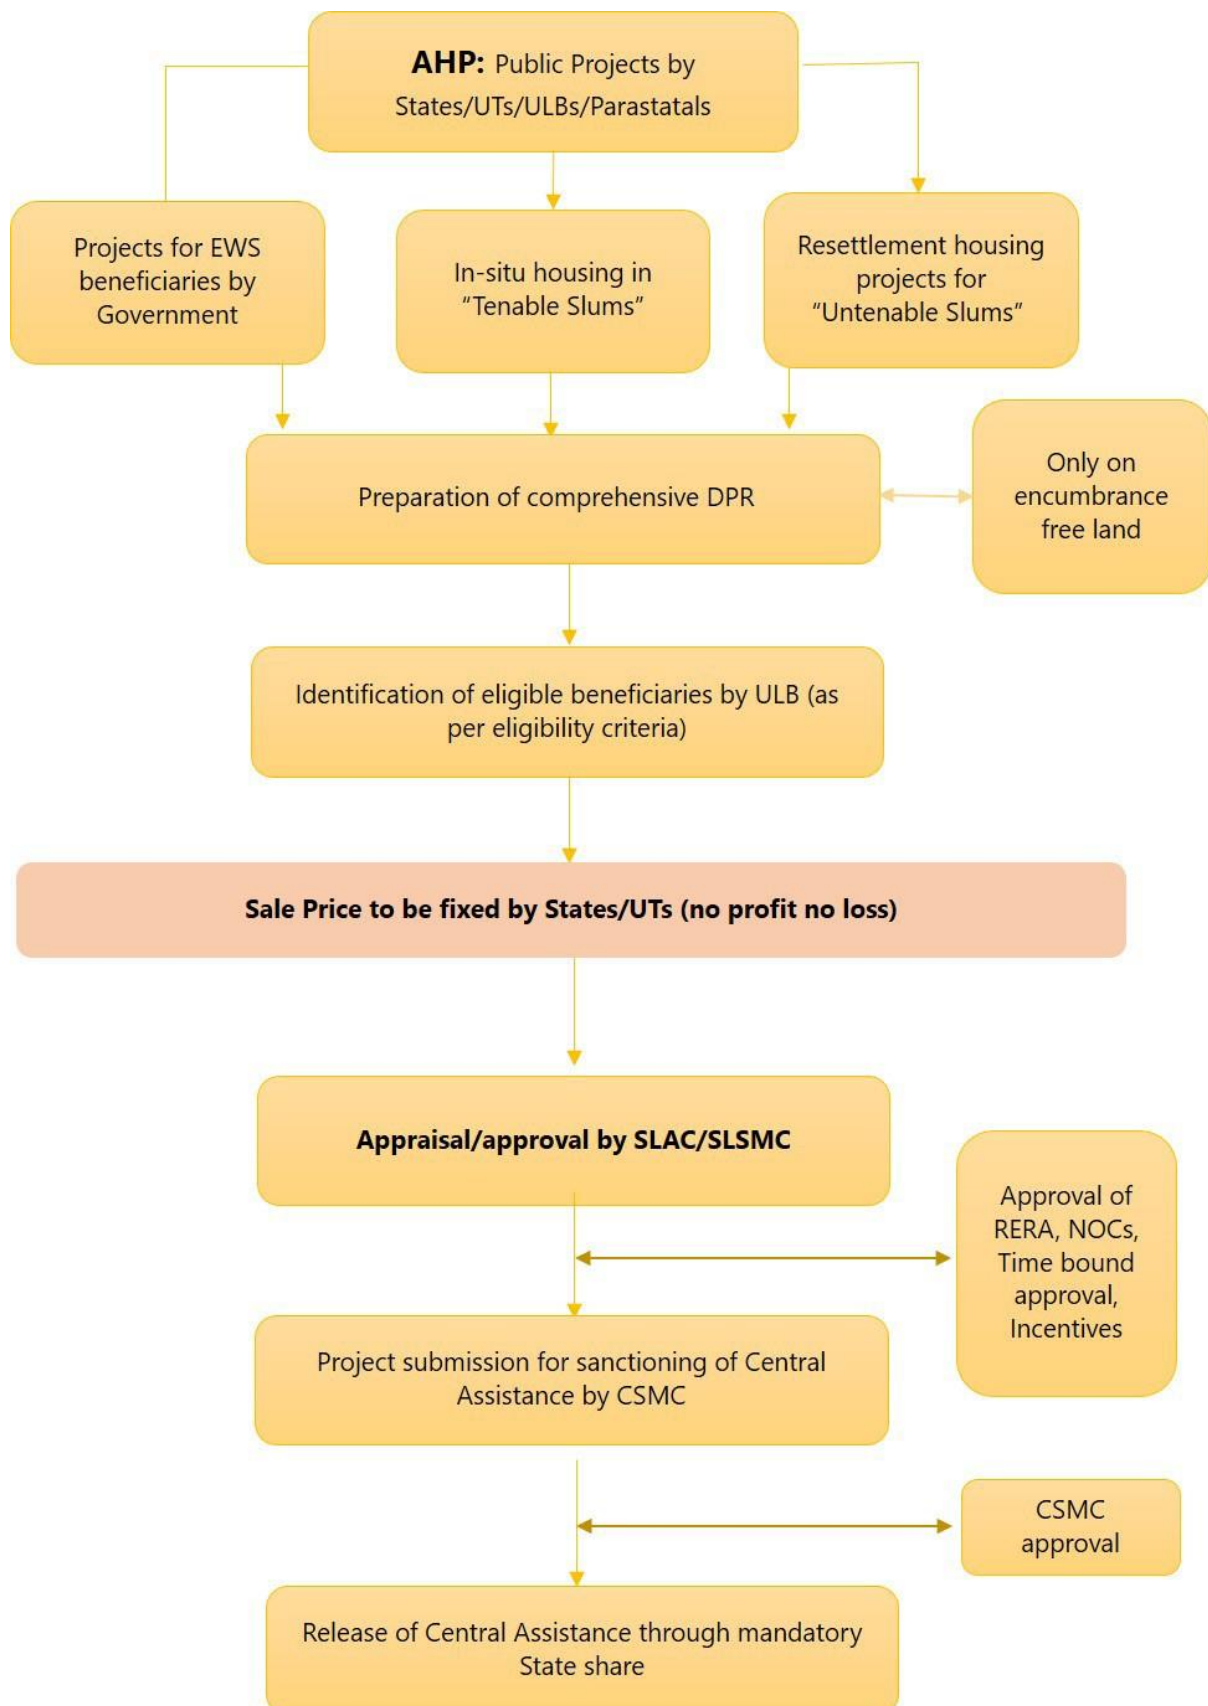 AHP: Public Projects by
States/UTs/ULBs/Parastatals
Projects for EWS
beneficiaries by
Government
In-situ housing in
“Tenable Slums”
Resettlement housing
projects for
“Untenable Slums”
Preparation of comprehensive DPR
Only on
encumbrance
free land
Identification of eligible beneficiaries by ULB (as
per eligibility criteria)
Sale Price to be fixed by States/UTs (no profit no loss)
Appraisal/approval by SLAC/SLSMC
Approval of
RERA, NOCs,
Time bound
approval,
Incentives
Project submission for sanctioning of Central
Assistance by CSMC
CSMC
approval
Release of Central Assistance through mandatory
State share